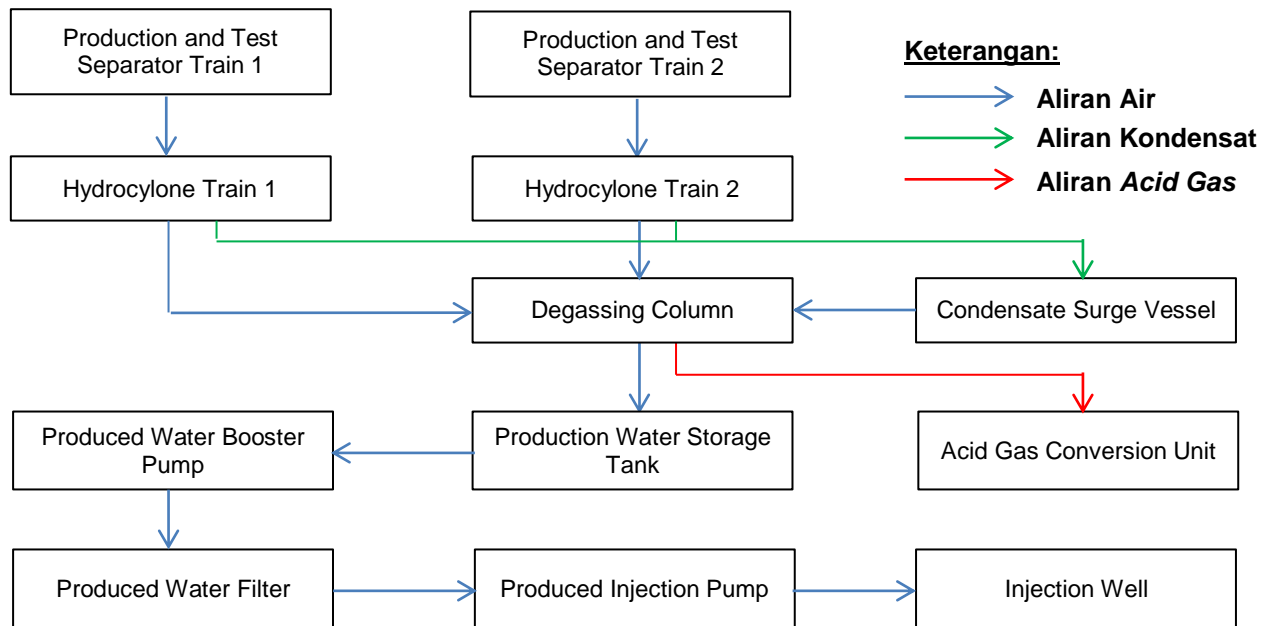 Production and Test
Separator Train 1
Production and Test
Separator Train 2
Keterangan:
Aliran Air
Aliran Kondensat
Aliran Acid Gas
Hydrocylone Train 1
Hydrocylone Train 2
Degassing Column
Condensate Surge Vessel
Produced Water Booster
Pump
Production Water Storage
Tank
Acid Gas Conversion Unit
Produced Water Filter
Produced Injection Pump
Injection Well